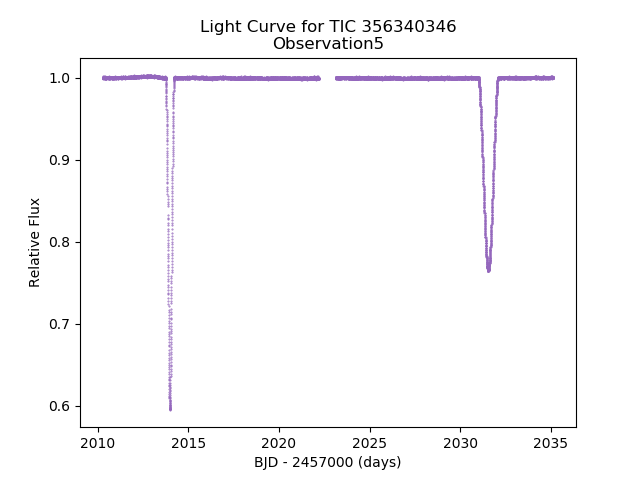 Light Curve for TIC 356340346
Observation5
1.0
0.9
0.8
0.7
0.6
Relative Flux
2010
2015
2020
2025
2030
2035
BJD - 2457000 (days)